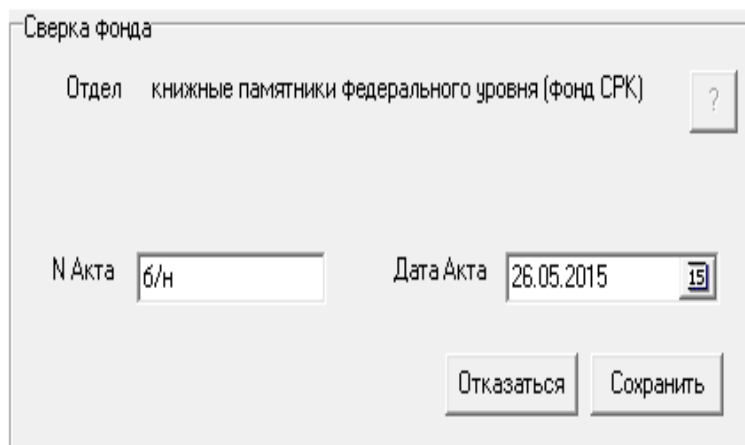 Сверка фонда
Отдел книжные памятники федерального уровня (фонд СРК) ?
N Акта б/н Дата Акта 26.05.2015 15
Отказаться Сохранить